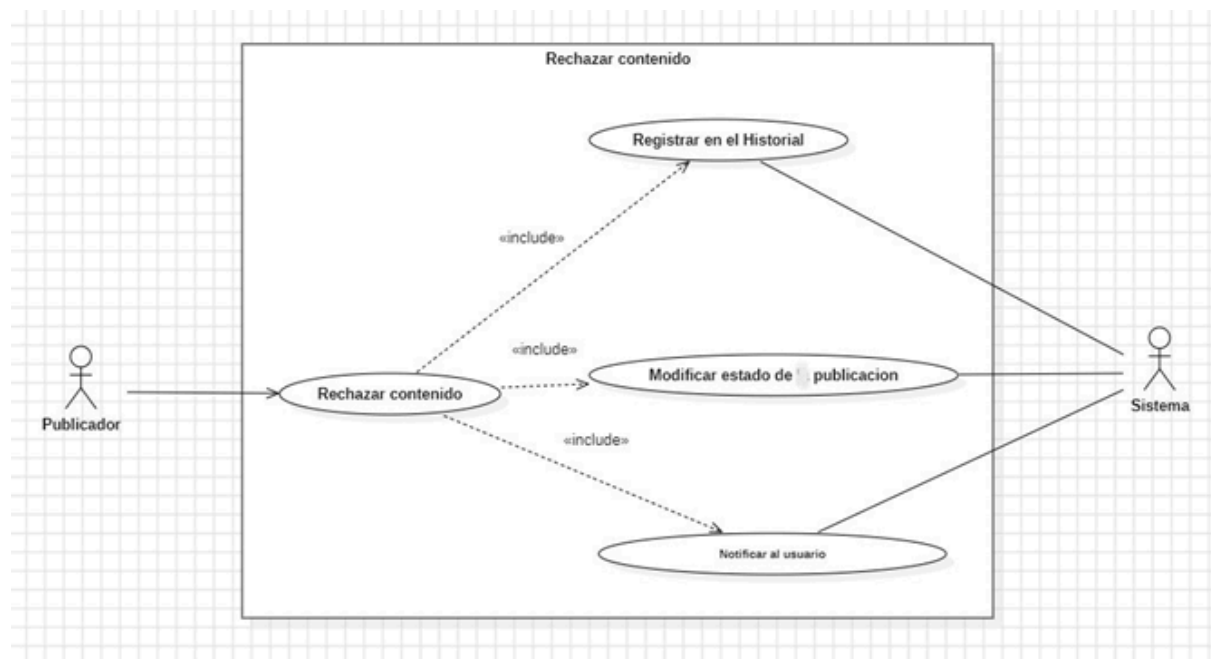 Rechazar contenido
Registrar en el Historial
«include»
«include»
Modificar estado de publicacion
Rechazar contenido
Publicador
Sistema
«include»
Notificar al usuario